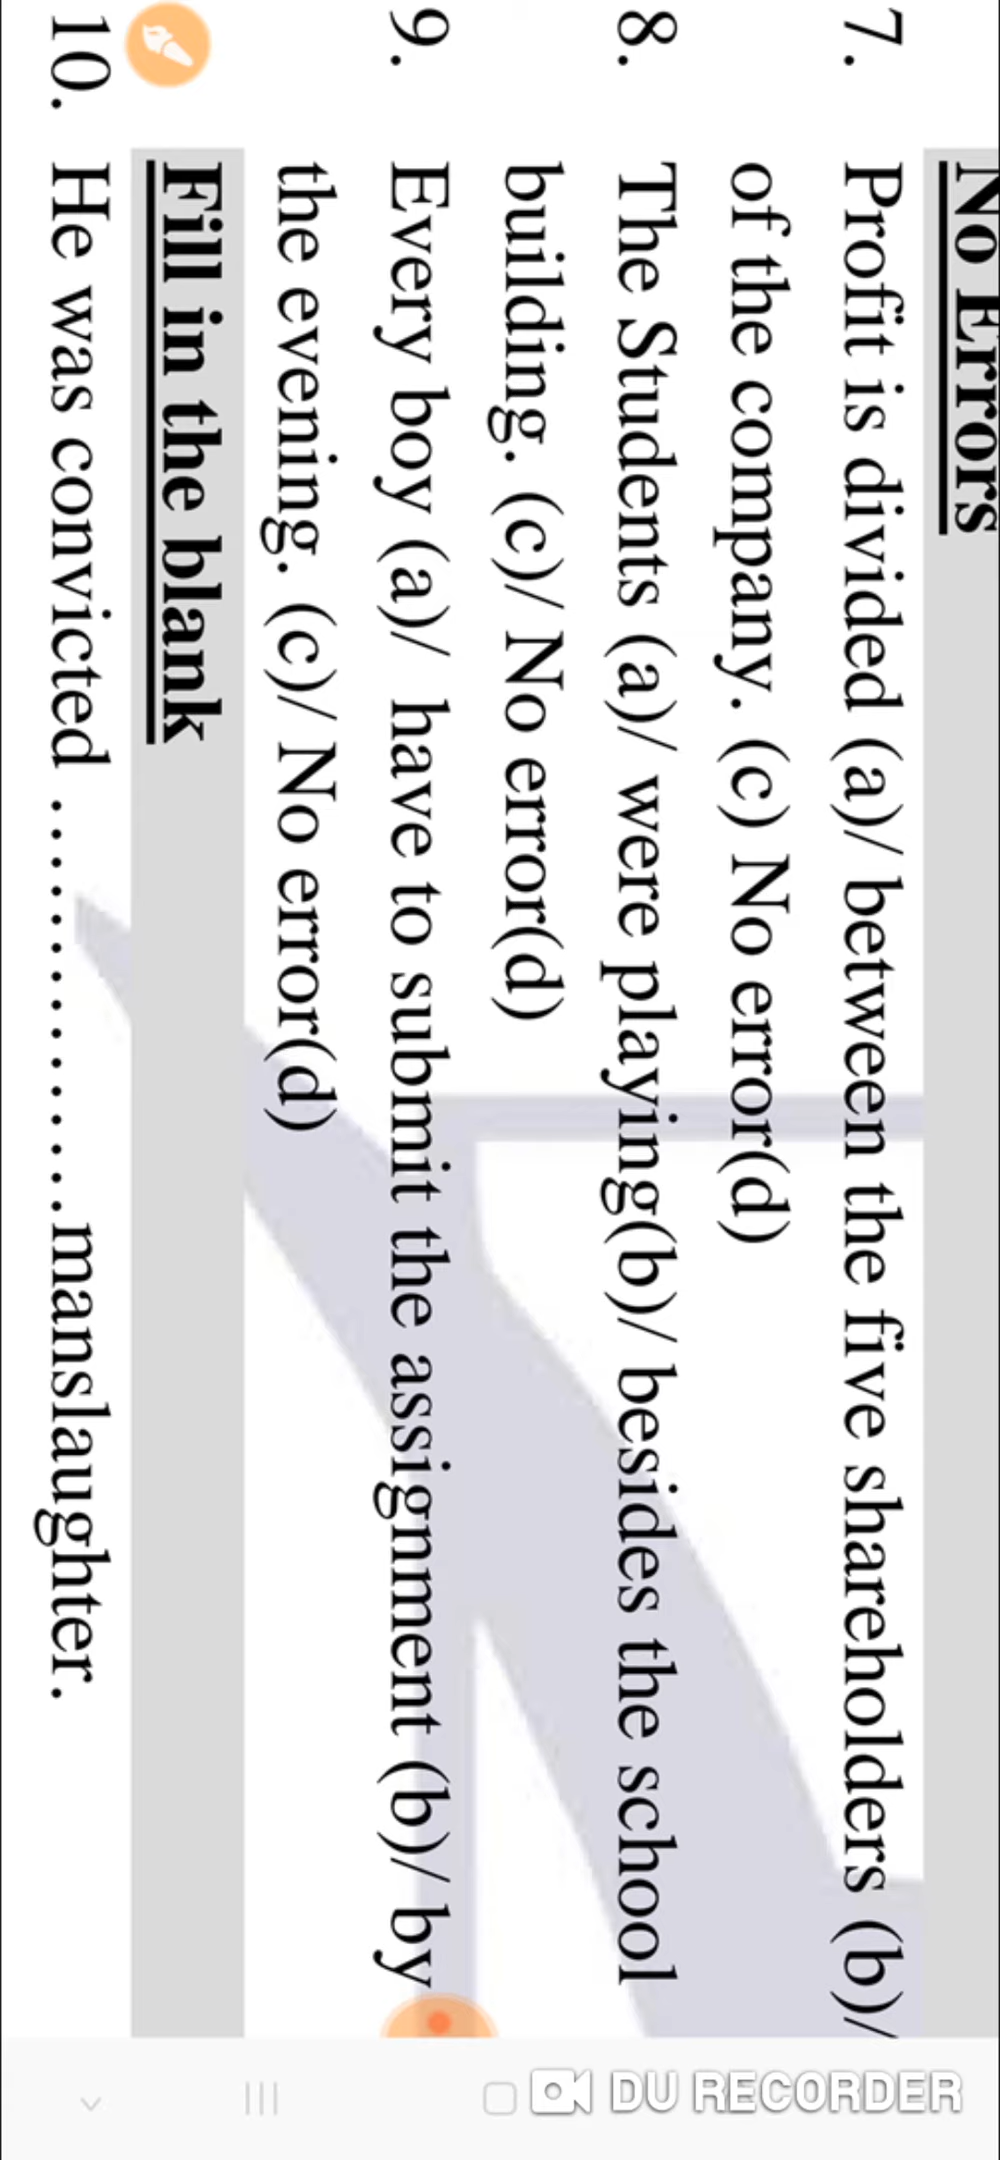 No Errors
7. Profit is divided (a)/ between the five shareholders (b)/
of the company. (c) No error(d)
8. The Students (a)/ were playing(b)/ besides the school
building. (c)/ No error(d)
9. Every boy (a)/ have to submit the assignment (b)/ by
the evening. (c)/ No error(d)
Fill in the blank
10. He was convicted ...............manslaughter.
DU RECORDER